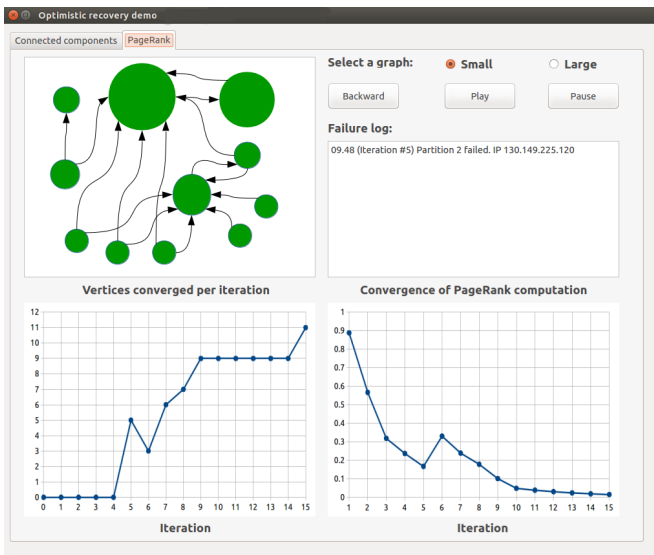 Optimistic recovery demo
Connected components
PageRank
Select a graph:
Small
Large
Backward
Play
Pause
Failure log:
09.48 (Iteration #5) Partition 2 failed. IP 130.149.225.120
Vertices converged per iteration
12
11
10
9
8
7
6
5
4
3
2
1
0
0 1 2 3 4 5 6 7 8 9 10 11 12 13 14 15
Iteration
Convergence of PageRank computation
1
0.9
0.8
0.7
0.6
0.5
0.4
0.3
0.2
0.1
0
1 2 3 4 5 6 7 8 9 10 11 12 13 14 15
Iteration